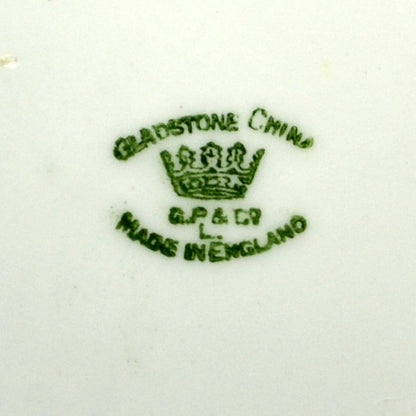 GLADSTONE CHINA
G.P & Co
L.
MADE IN ENGLAND